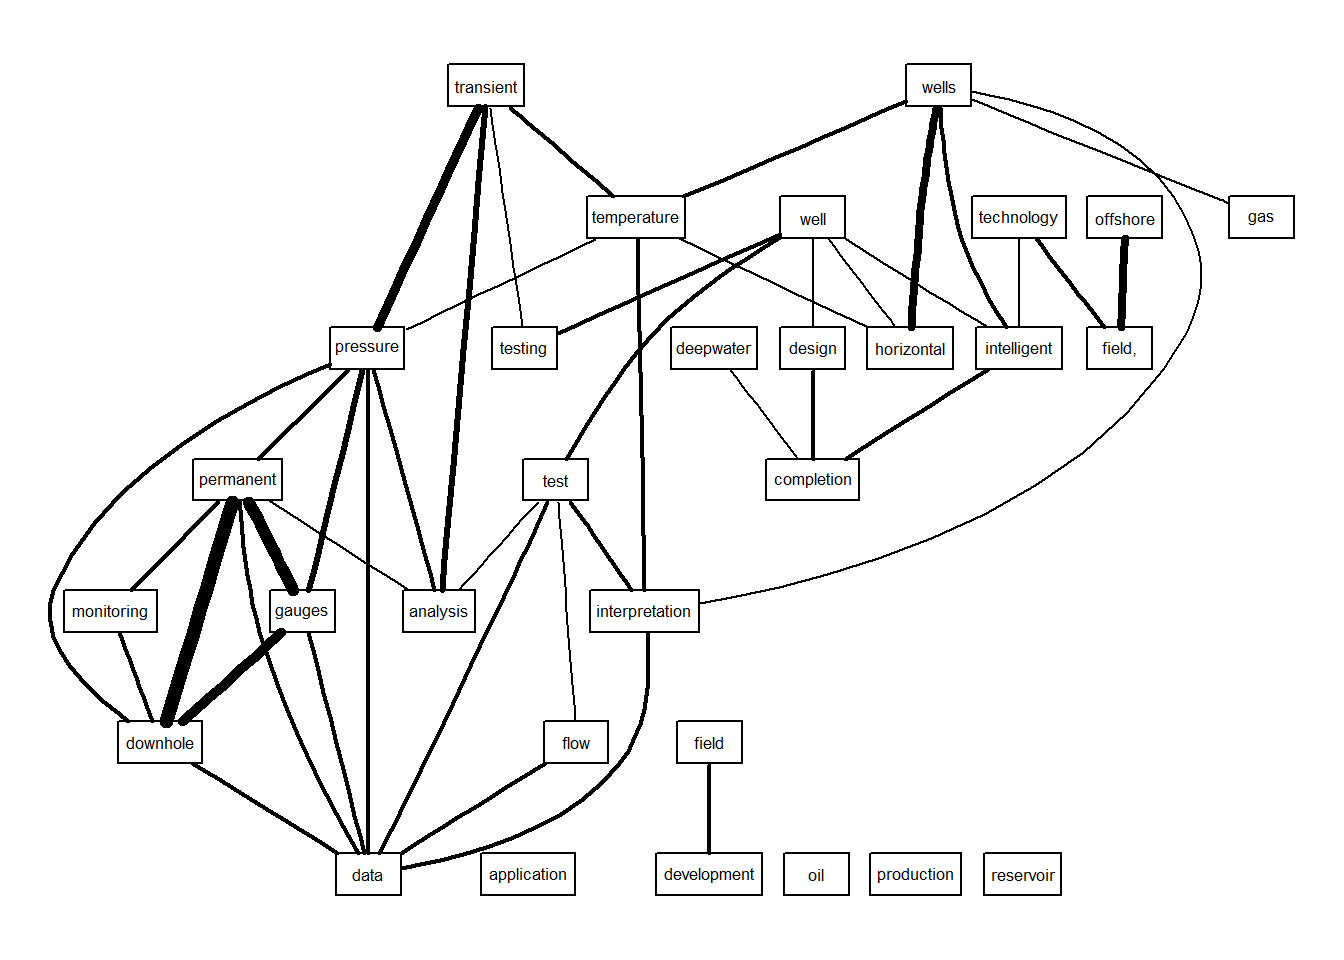 transient
wells
temperature
well
technology
offshore
gas
pressure
testing
deepwater
design
horizontal
intelligent
field,
permanent
test
completion
monitoring
gauges
analysis
interpretation
downhole
flow
field
data
application
development
oil
production
reservoir